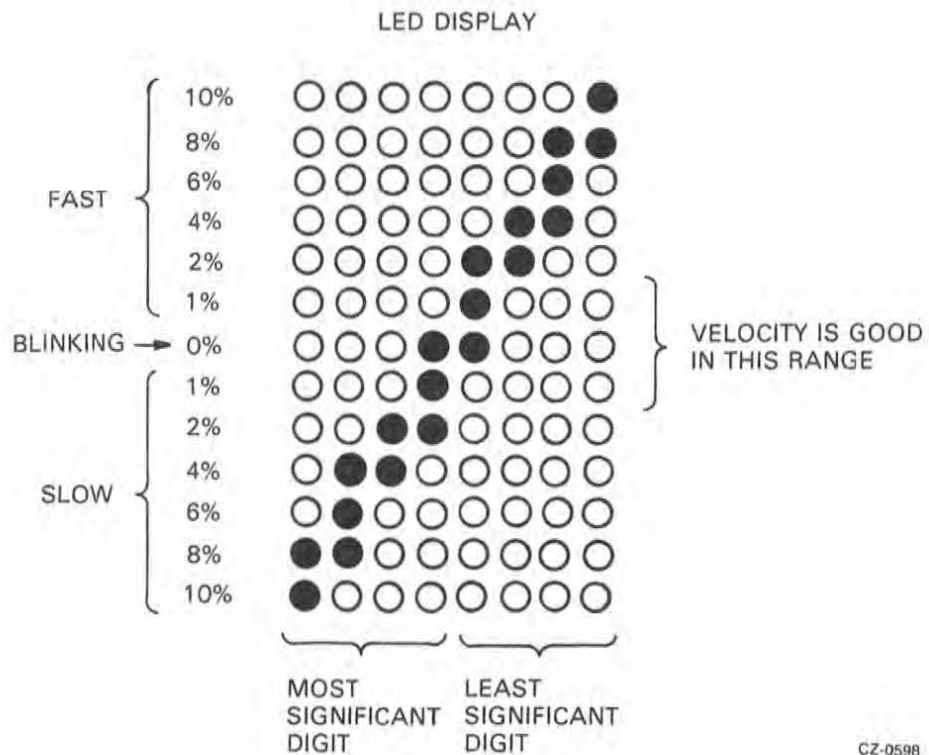 LED DISPLAY
10%
8%
6%
FAST
4%
2%
1%
BLINKING
0%
VELOCITY IS GOOD
IN THIS RANGE
1%
2%
4%
SLOW
6%
8%
10%
MOST
SIGNIFICANT
DIGIT
LEAST
SIGNIFICANT
DIGIT
CZ-0598